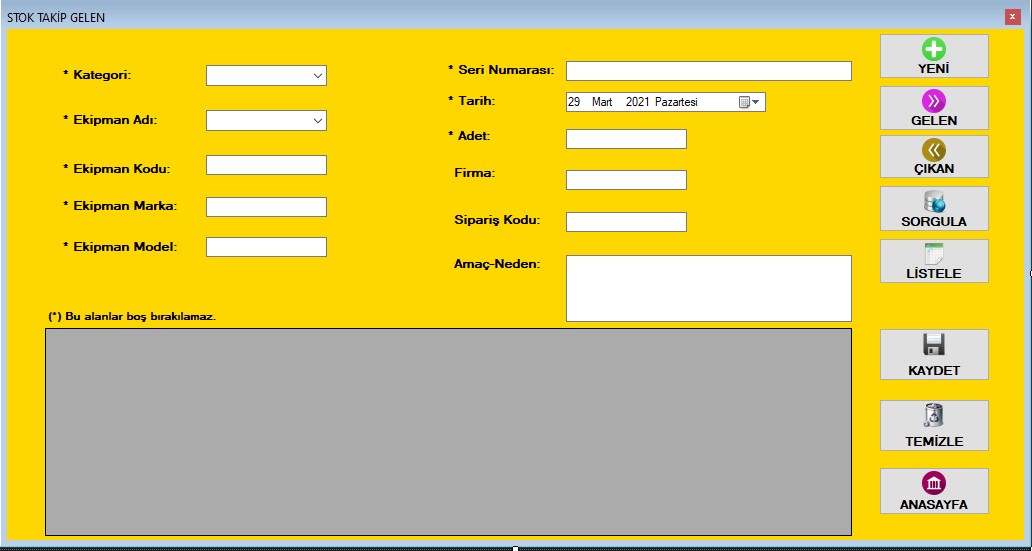 STOK TAKİP GELEN
x
* Kategori:
* Ekipman Adı:
* Ekipman Kodu:
* Ekipman Marka:
* Ekipman Model:
* Seri Numarası:
* Tarih: 29 Mart 2021 Pazartesi
* Adet:
Firma:
Sipariş Kodu:
Amaç-Neden:
(*) Bu alanlar boş bırakılamaz.
YENİ
GELEN
ÇIKAN
SORGULA
LİSTELE
KAYDET
TEMİZLE
ANASAYFA